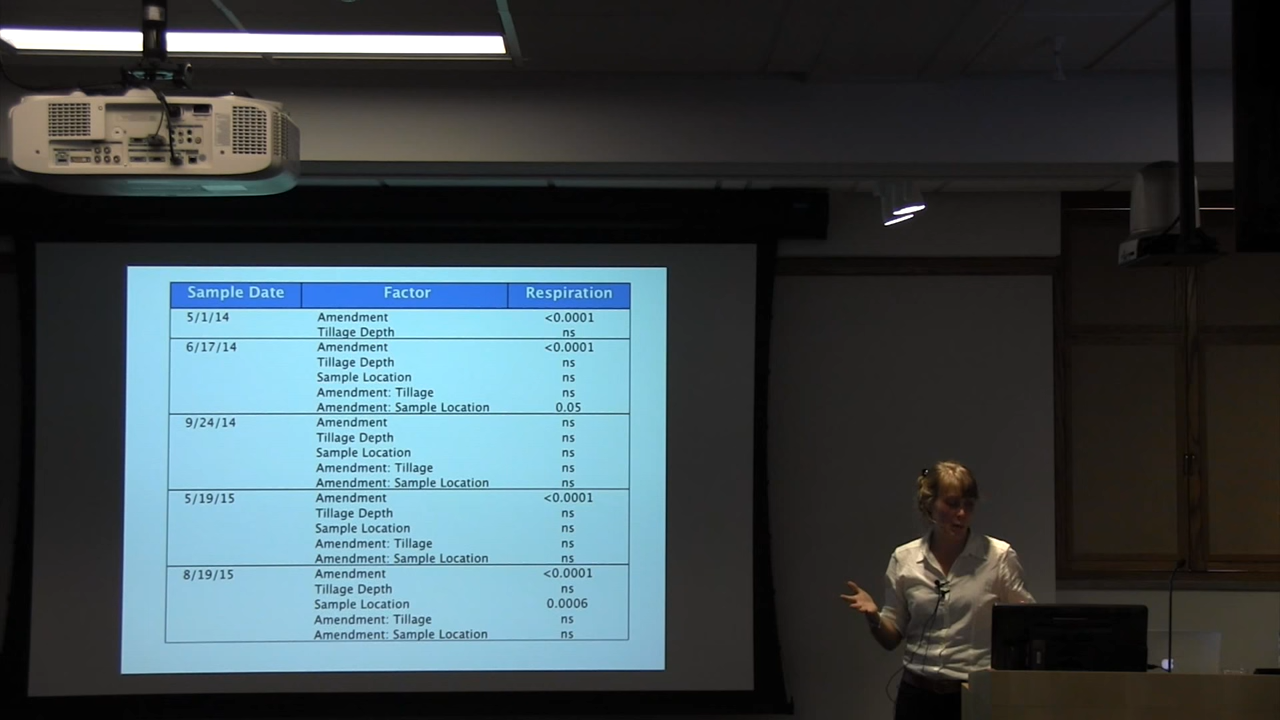 Sample Date Factor Respiration
5/1/14 Amendment <0.0001
Tillage Depth ns
6/17/14 Amendment <0.0001
Tillage Depth ns
Sample Location ns
Amendment: Tillage ns
Amendment: Sample Location 0.05
9/24/14 Amendment ns
Tillage Depth ns
Sample Location ns
Amendment: Tillage ns
Amendment: Sample Location ns
5/19/15 Amendment <0.0001
Tillage Depth ns
Sample Location ns
Amendment: Tillage ns
Amendment: Sample Location ns
8/19/15 Amendment <0.0001
Tillage Depth ns
Sample Location 0.0006
Amendment: Tillage ns
Amendment: Sample Location ns